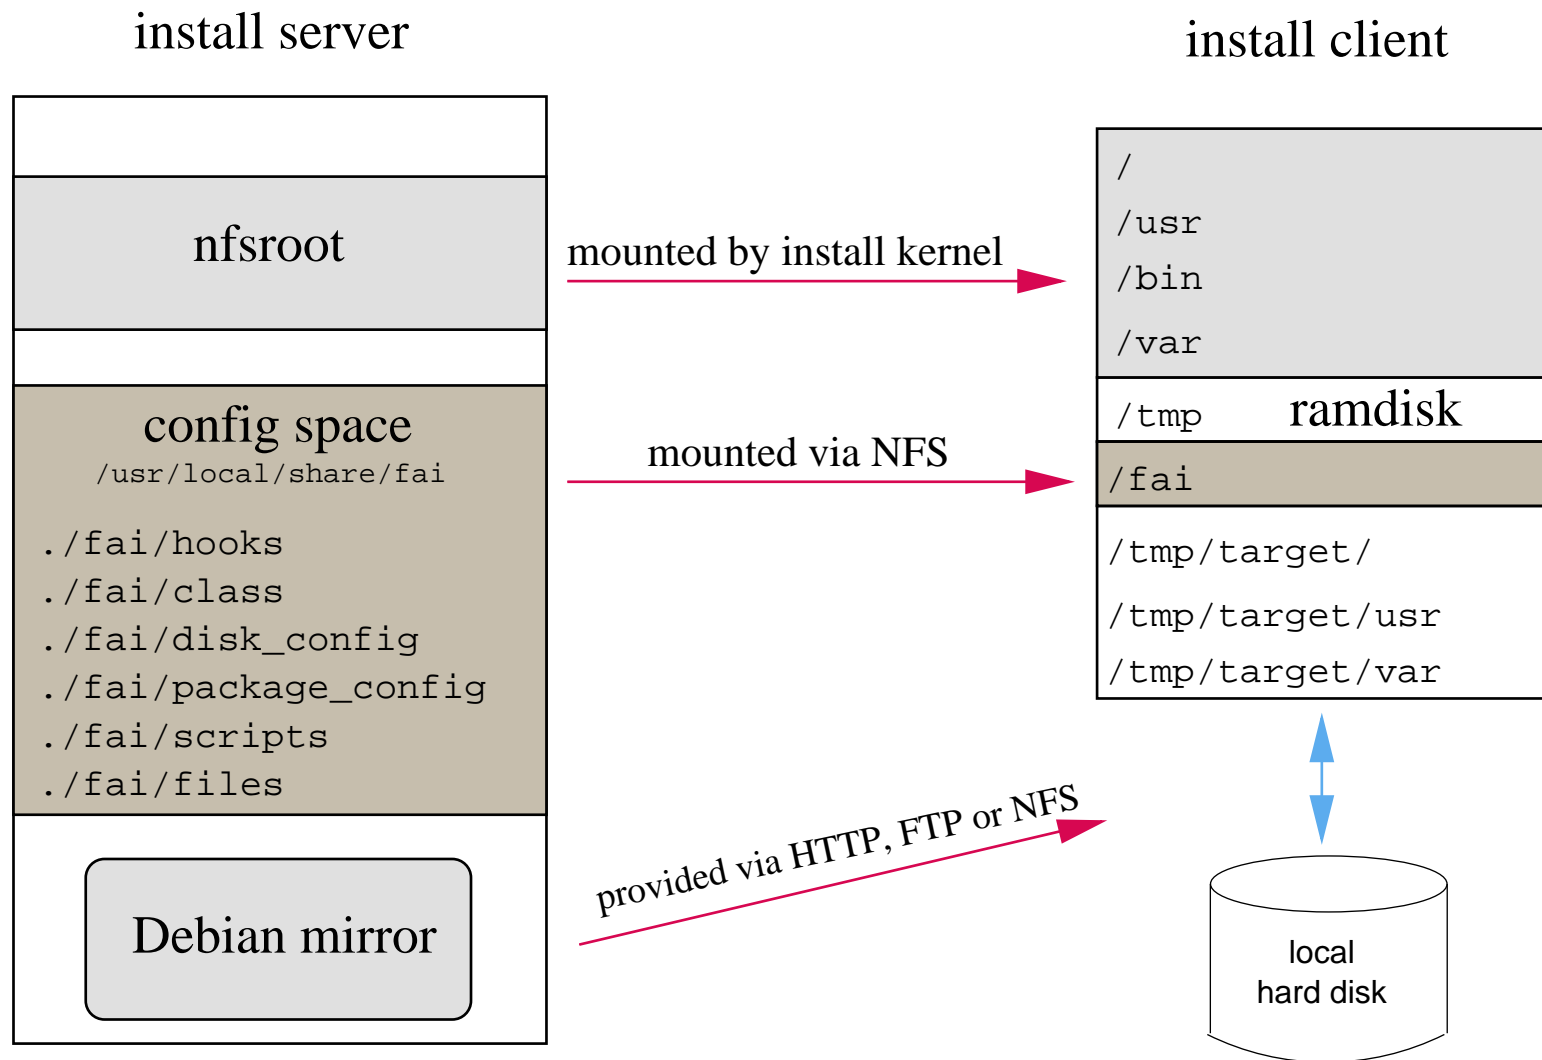 install server
nfsroot
config space
/usr/local/share/fai
./fai/hooks
./fai/class
./fai/disk_config
./fai/package_config
./fai/scripts
./fai/files
Debian mirror
mounted by install kernel
mounted via NFS
provided via HTTP, FTP or NFS
install client
/
/usr
/bin
/var
/tmp ramdisk
/fai
/tmp/target/
/tmp/target/usr
/tmp/target/var
local
hard disk